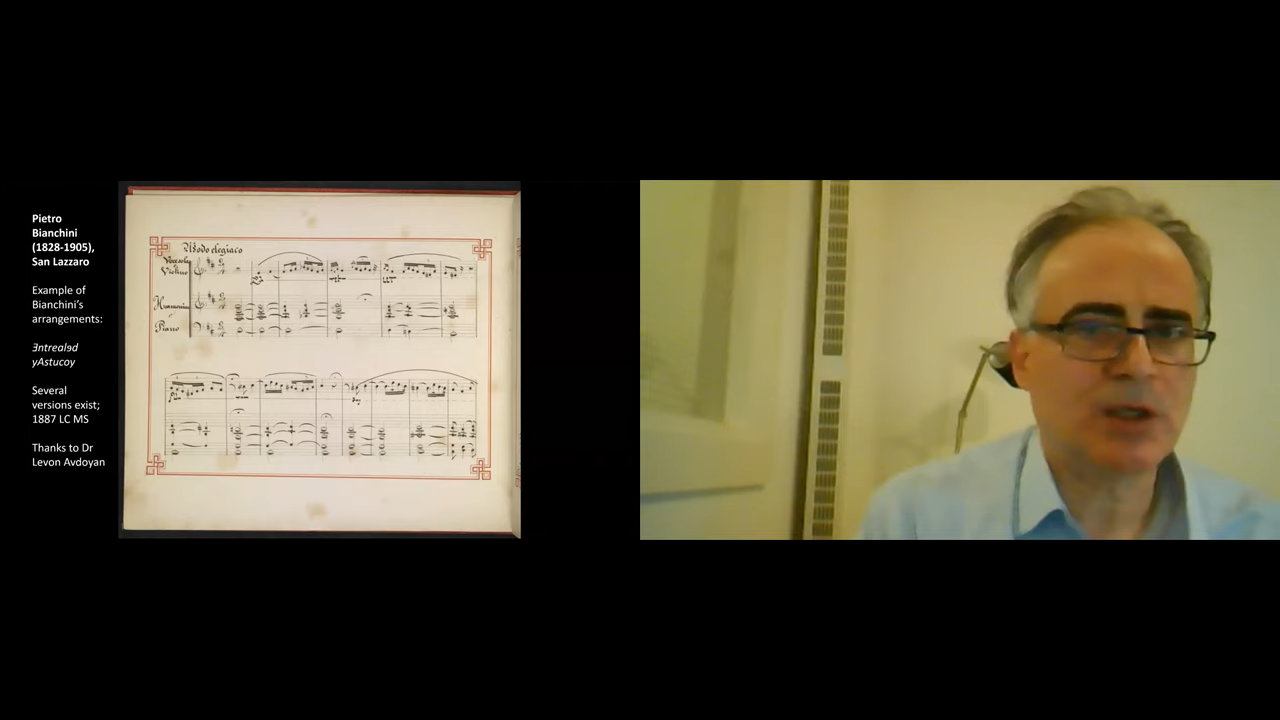 Pietro
Bianchini
(1828-1905),
San Lazzaro
Example of
Bianchini's
arrangements:
Ӟntrealɘd
yAstucoy
Several
versions exist;
1887 LC MS
Thanks to Dr
Levon Avdoyan
Modo elegiaco
Violino
Piano